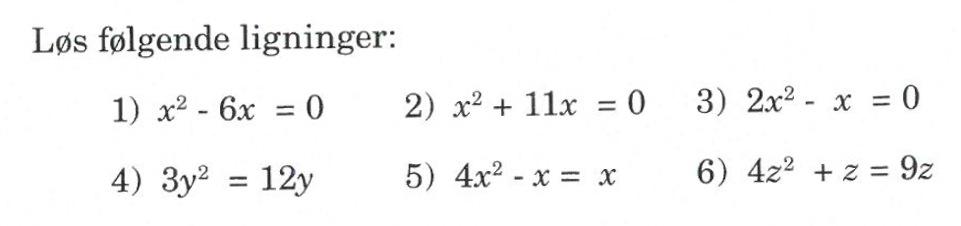 Løs følgende ligninger:
1) x² - 6x = 0 2) x² + 11x = 0 3) 2x² - x = 0
4) 3y² = 12y 5) 4x² - x = x 6) 4z² + z = 9z